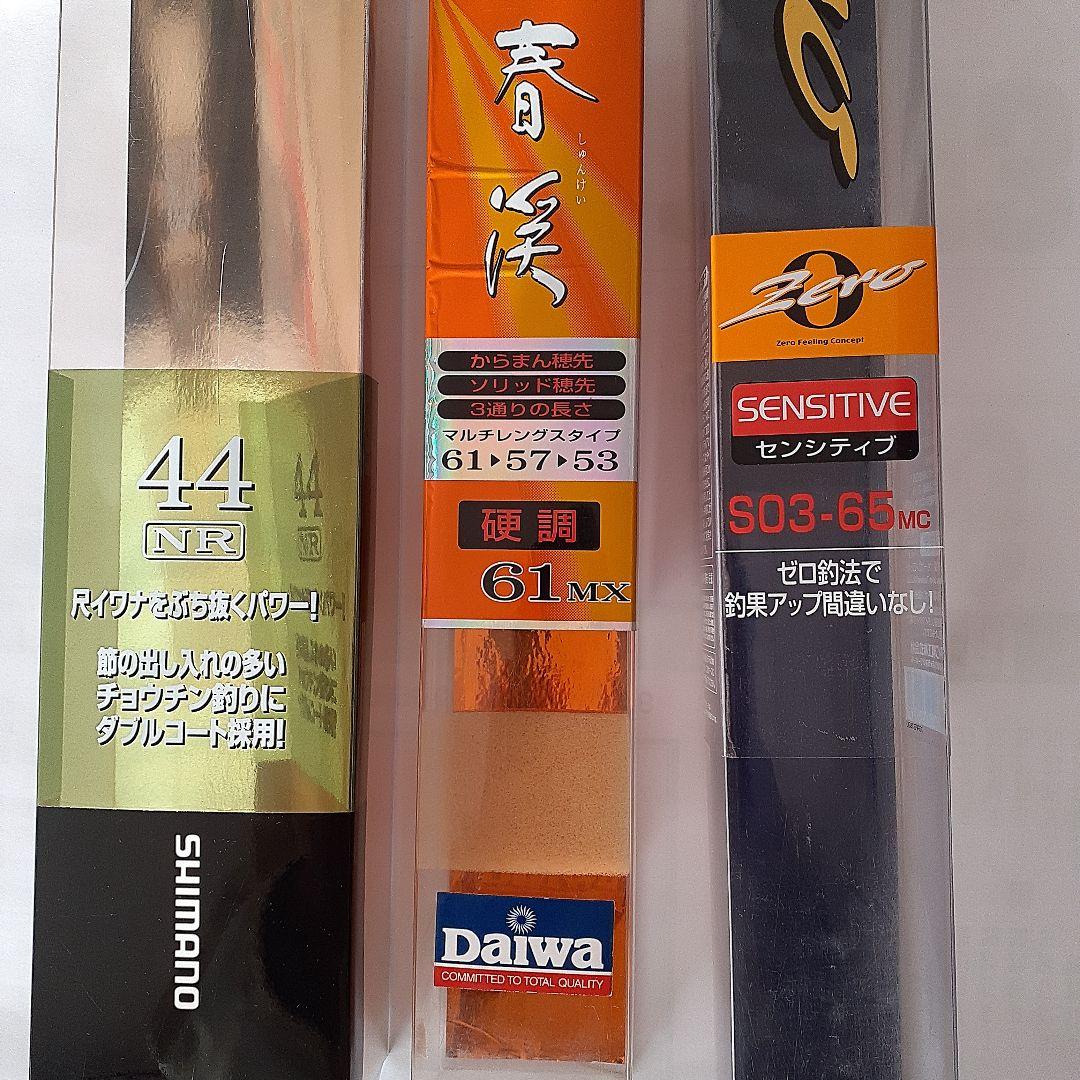 44
NR
尺イワナをぶち抜くパワー!
節の出し入れの多い
チョウチン釣りに
ダブルコート採用!
SHIMANO
春渓
しゅんけい
からまん穂先
ソリッド穂先
3通りの長さ
マルチレングスタイプ
61▶57▶53
硬調
61MX
Daiwa
COMMITTED TO TOTAL QUALITY
Zero
Zero Feeling Concept
SENSITIVE
センシティブ
S03-65MC
ゼロ釣法で
釣果アップ間違いなし!